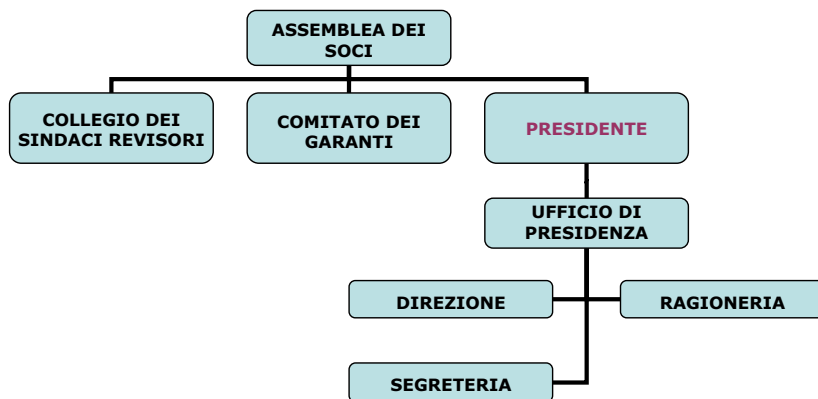 ASSEMBLEA DEI
SOCI
COLLEGIO DEI
SINDACI REVISORI
COMITATO DEI
GARANTI
PRESIDENTE
UFFICIO DI
PRESIDENZA
DIREZIONE
RAGIONERIA
SEGRETERIA